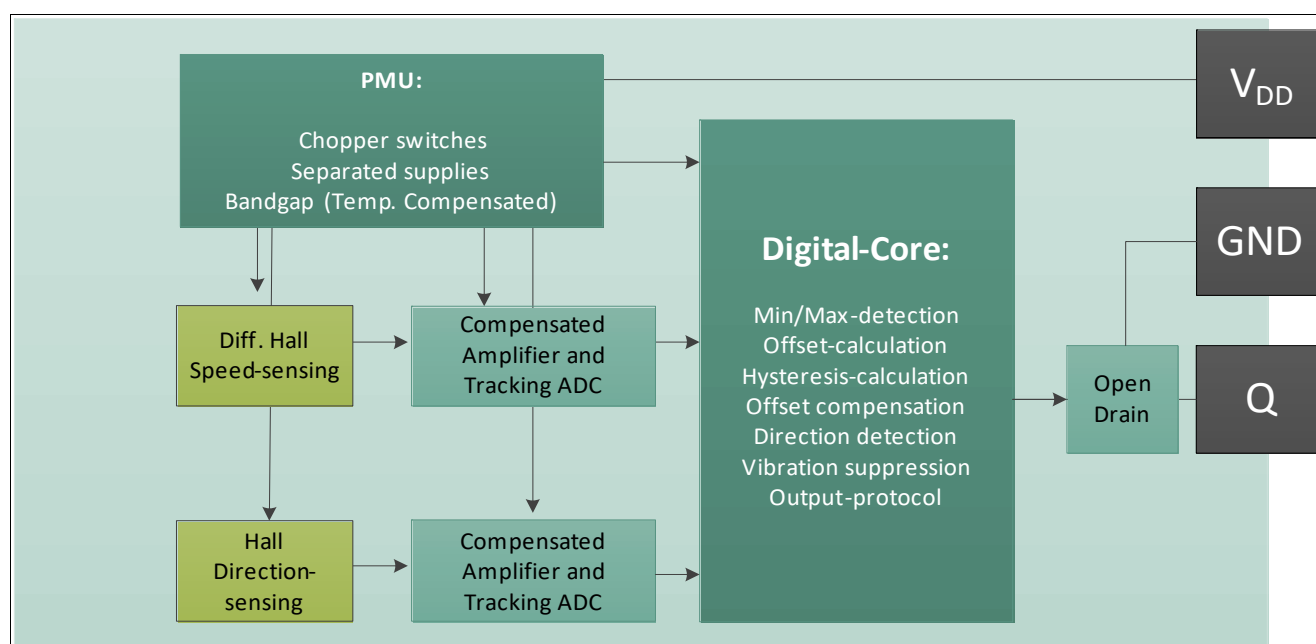 PMU:
Chopper switches
Separated supplies
Bandgap (Temp. Compensated)
V_DD
GND
Digital-Core:
Min/Max-detection
Offset-calculation
Hysteresis-calculation
Offset compensation
Direction detection
Vibration suppression
Output-protocol
Diff. Hall
Speed-sensing
Compensated
Amplifier and
Tracking ADC
Open
Drain
Q
Hall
Direction-
sensing
Compensated
Amplifier and
Tracking ADC